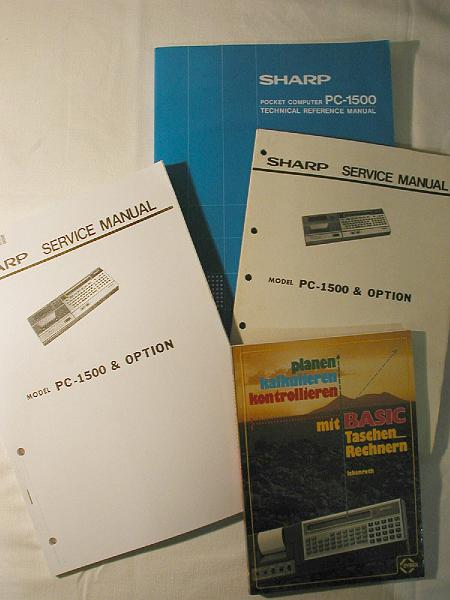 SHARP
POCKET COMPUTER PC-1500
TECHNICAL REFERENCE MANUAL
SHARP SERVICE MANUAL
MODEL PC-1500 & OPTION
ARP SERVICE MANUAL
MODEL PC-1500 & OPTION
planen
kalkulieren
kontrollieren
mit BASIC
Taschen
Rechnern